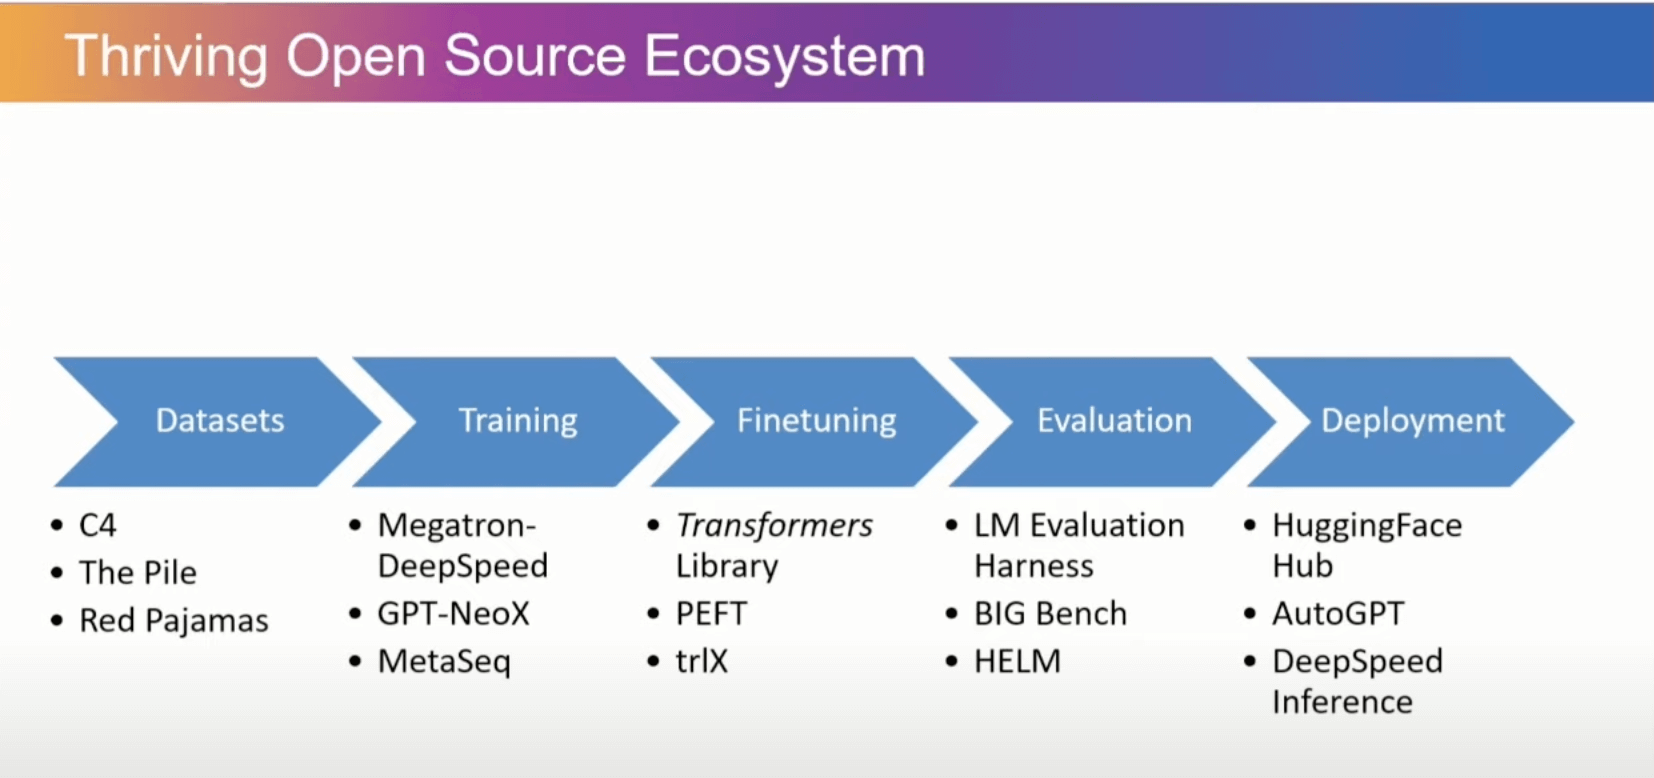 Thriving Open Source Ecosystem
Datasets
• C4
• The Pile
• Red Pajamas
Training
• Megatron-
DeepSpeed
• GPT-NeoX
• MetaSeq
Finetuning
• Transformers
Library
• PEFT
• trlX
Evaluation
• LM Evaluation
Harness
• BIG Bench
• HELM
Deployment
• HuggingFace
Hub
• AutoGPT
• DeepSpeed
Inference